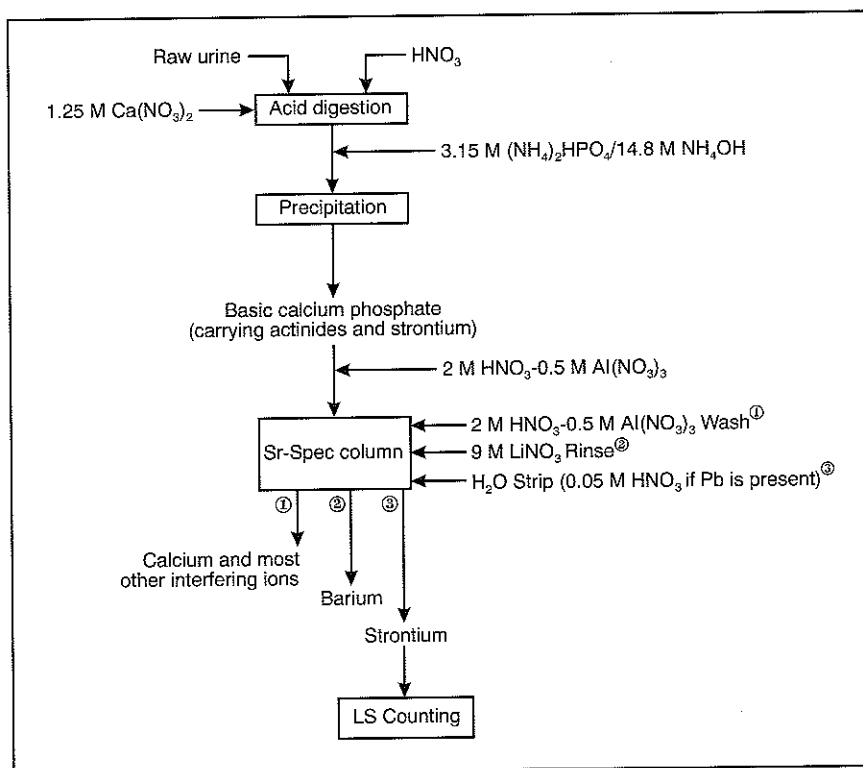 Raw urine
HNO₃
1.25 M Ca(NO₃)₂
Acid digestion
3.15 M (NH₄)₂HPO₄/14.8 M NH₄OH
Precipitation
Basic calcium phosphate
(carrying actinides and strontium)
2 M HNO₃-0.5 M Al(NO₃)₃
2 M HNO₃-0.5 M Al(NO₃)₃ Wash①
Sr-Spec column
9 M LiNO₃ Rinse②
H₂O Strip (0.05 M HNO₃ if Pb is present)③
① ② ③
Calcium and most
other interfering ions
Barium
Strontium
LS Counting